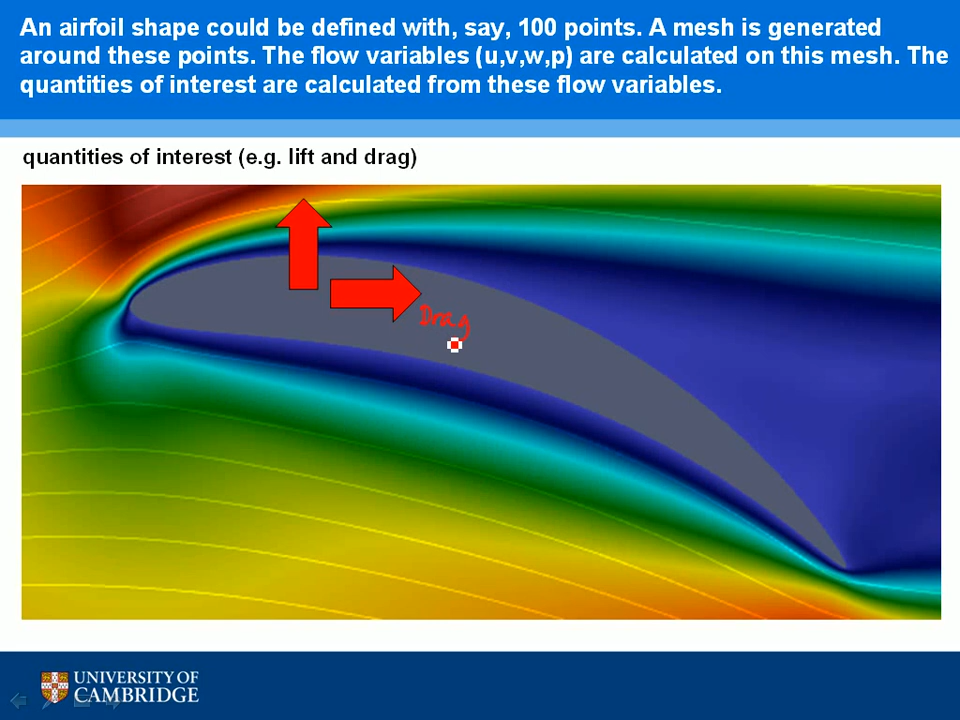 An airfoil shape could be defined with, say, 100 points. A mesh is generated
around these points. The flow variables (u,v,w,p) are calculated on this mesh. The
quantities of interest are calculated from these flow variables.
quantities of interest (e.g. lift and drag)
Drag
UNIVERSITY OF
CAMBRIDGE